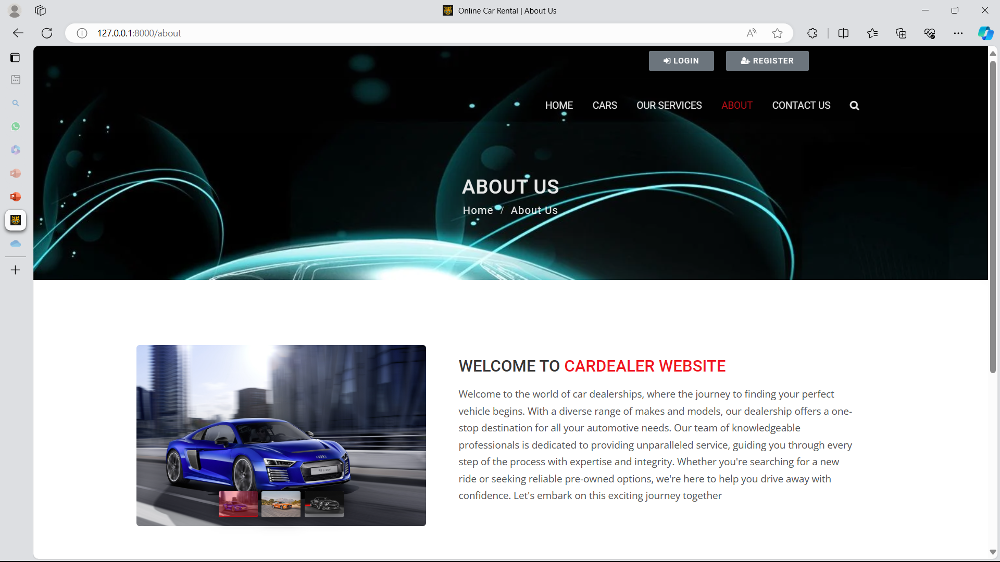 Online Car Rental | About Us
127.0.0.1:8000/about
LOGIN REGISTER
HOME CARS OUR SERVICES ABOUT CONTACT US
ABOUT US
Home / About Us
WELCOME TO CARDEALER WEBSITE
Welcome to the world of car dealerships, where the journey to finding your perfect
vehicle begins. With a diverse range of makes and models, our dealership offers a one-
stop destination for all your automotive needs. Our team of knowledgeable
professionals is dedicated to providing unparalleled service, guiding you through every
step of the process with expertise and integrity. Whether you're searching for a new
ride or seeking reliable pre-owned options, we're here to help you drive away with
confidence. Let's embark on this exciting journey together
R8 e-tron